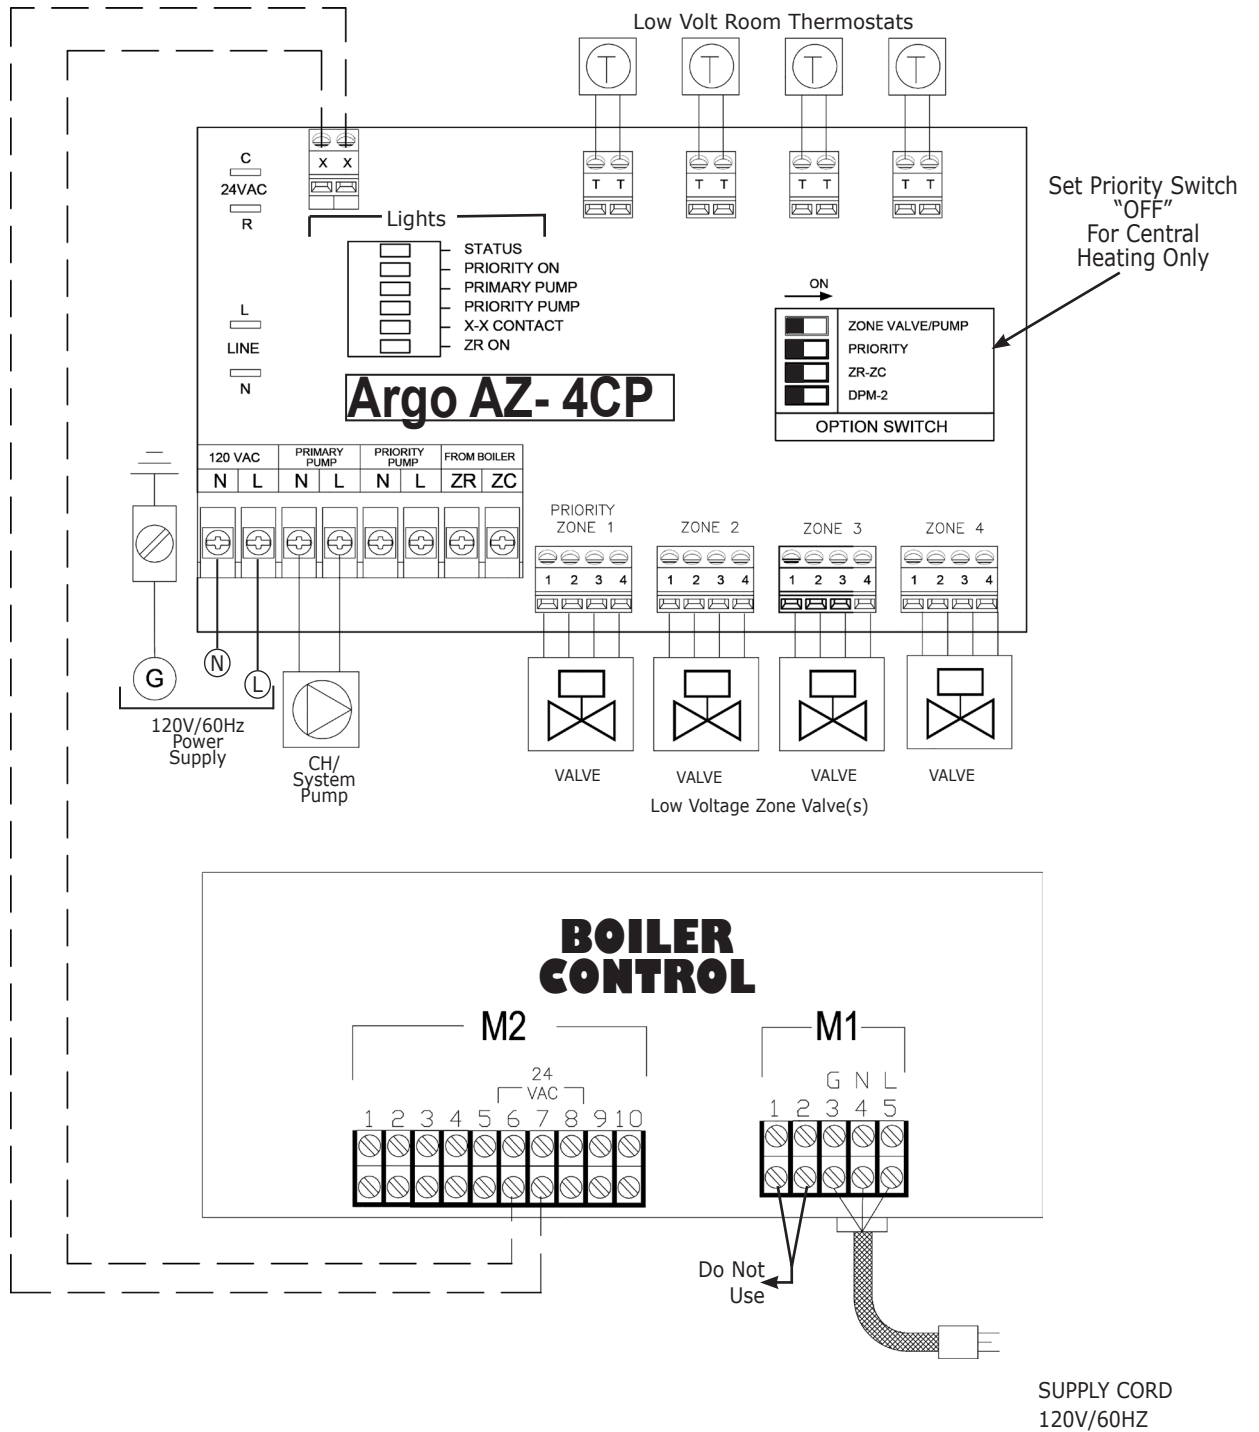 Low Volt Room Thermostats
T T T T
C
24VAC
R
X X
T T T T T T T T
Set Priority Switch
“OFF”
For Central
Heating Only
Lights
STATUS
PRIORITY ON
PRIMARY PUMP
PRIORITY PUMP
X-X CONTACT
ZR ON
ON
ZONE VALVE/PUMP
PRIORITY
ZR-ZC
DPM-2
OPTION SWITCH
L
LINE
N
Argo AZ- 4CP
120 VAC
PRIMARY
PUMP
PRIORITY
PUMP
FROM BOILER
N L N L N L ZR ZC
PRIORITY
ZONE 1
ZONE 2
ZONE 3
ZONE 4
1 2 3 4
1 2 3 4
1 2 3 4
1 2 3 4
G
N
L
120V/60Hz
Power
Supply
CH/
System
Pump
VALVE
VALVE
VALVE
VALVE
Low Voltage Zone Valve(s)
BOILER
CONTROL
M2
24
VAC
1 2 3 4 5 6 7 8 9 10
M1
G N L
1 2 3 4 5
Do Not
Use
SUPPLY CORD
120V/60HZ